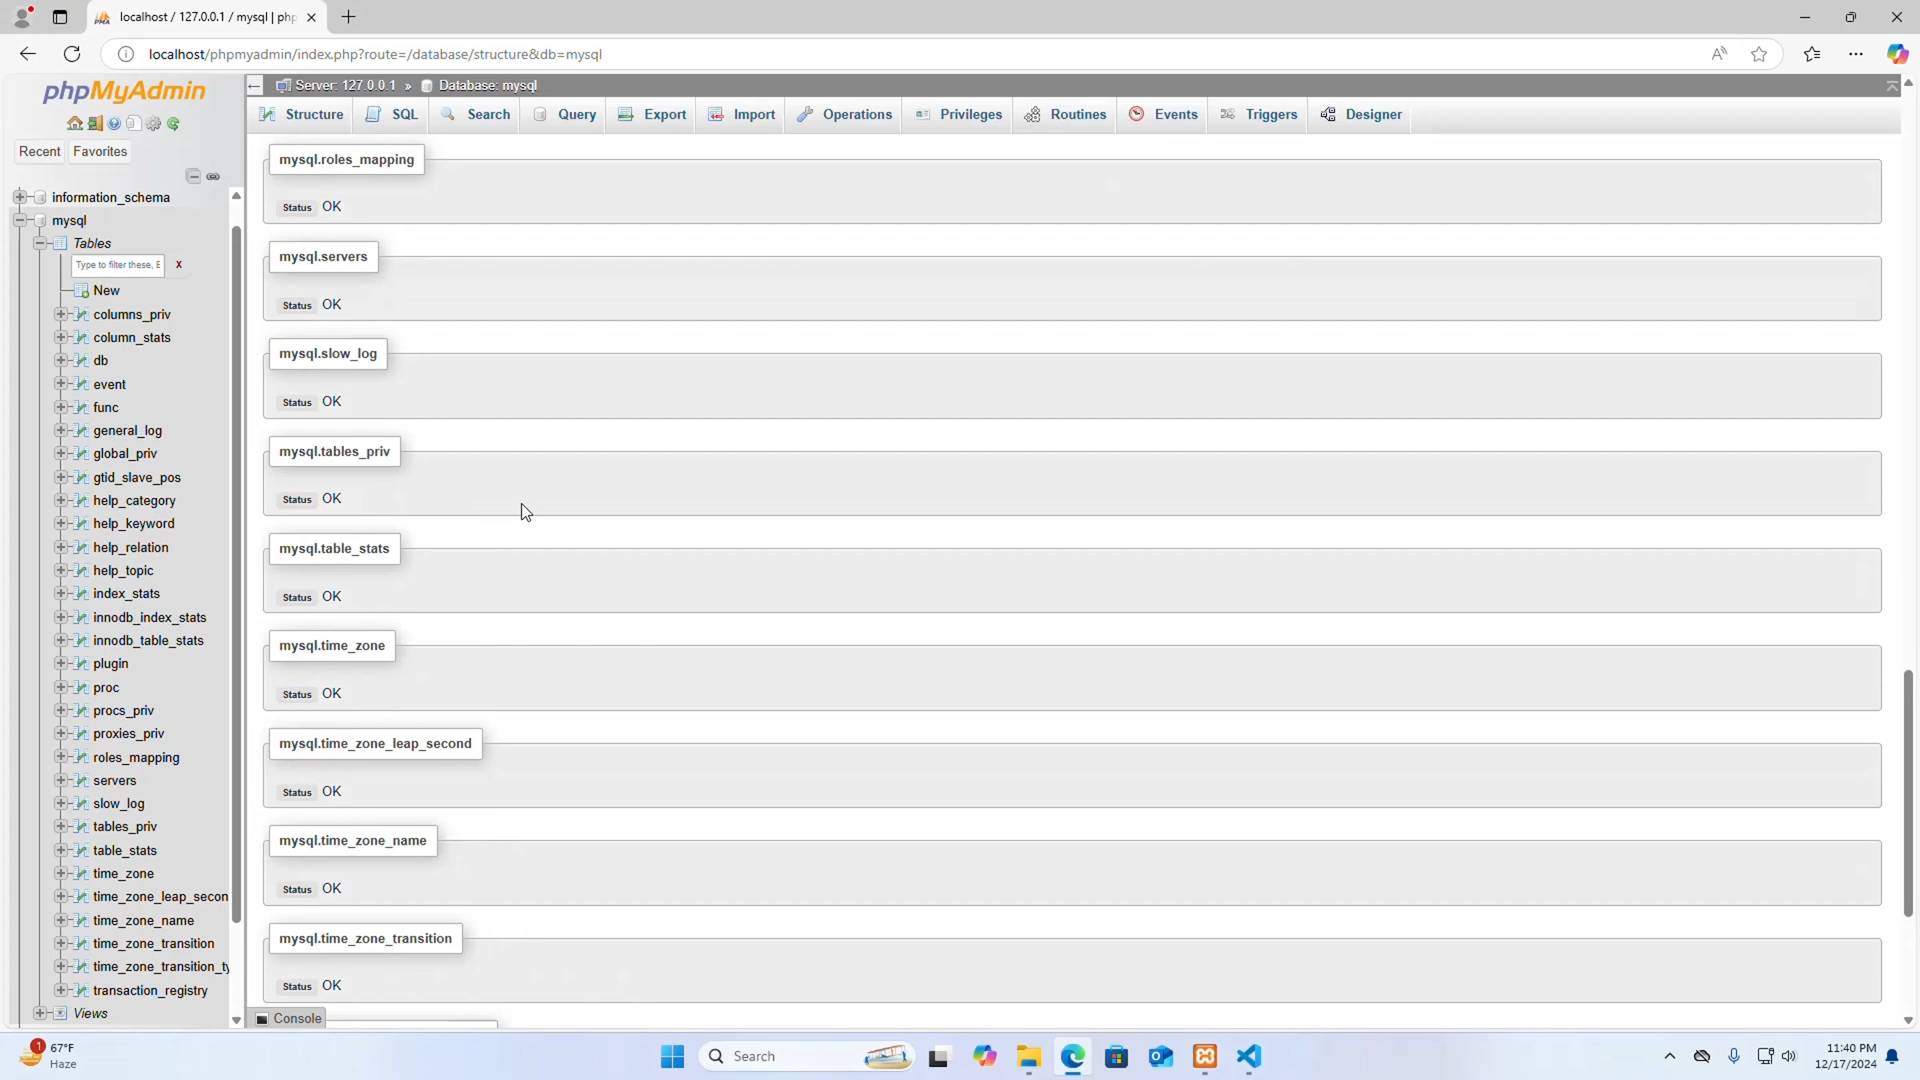 localhost / 127.0.0.1 / mysql | php
localhost/phpmyadmin/index.php?route=/database/structure&db=mysql
phpMyAdmin
Recent Favorites
information_schema
mysql
Tables
Type to filter these, E X
New
columns_priv
column_stats
db
event
func
general_log
global_priv
gtid_slave_pos
help_category
help_keyword
help_relation
help_topic
index_stats
innodb_index_stats
innodb_table_stats
plugin
proc
procs_priv
proxies_priv
roles_mapping
servers
slow_log
tables_priv
table_stats
time_zone
time_zone_leap_secon
time_zone_name
time_zone_transition
time_zone_transition_ty
transaction_registry
Views
Server: 127.0.0.1 » Database: mysql
Structure SQL Search Query Export Import Operations Privileges Routines Events Triggers Designer
mysql.roles_mapping
Status OK
mysql.servers
Status OK
mysql.slow_log
Status OK
mysql.tables_priv
Status OK
mysql.table_stats
Status OK
mysql.time_zone
Status OK
mysql.time_zone_leap_second
Status OK
mysql.time_zone_name
Status OK
mysql.time_zone_transition
Status OK
Console
1
67°F
Haze
Search
11:40 PM
12/17/2024